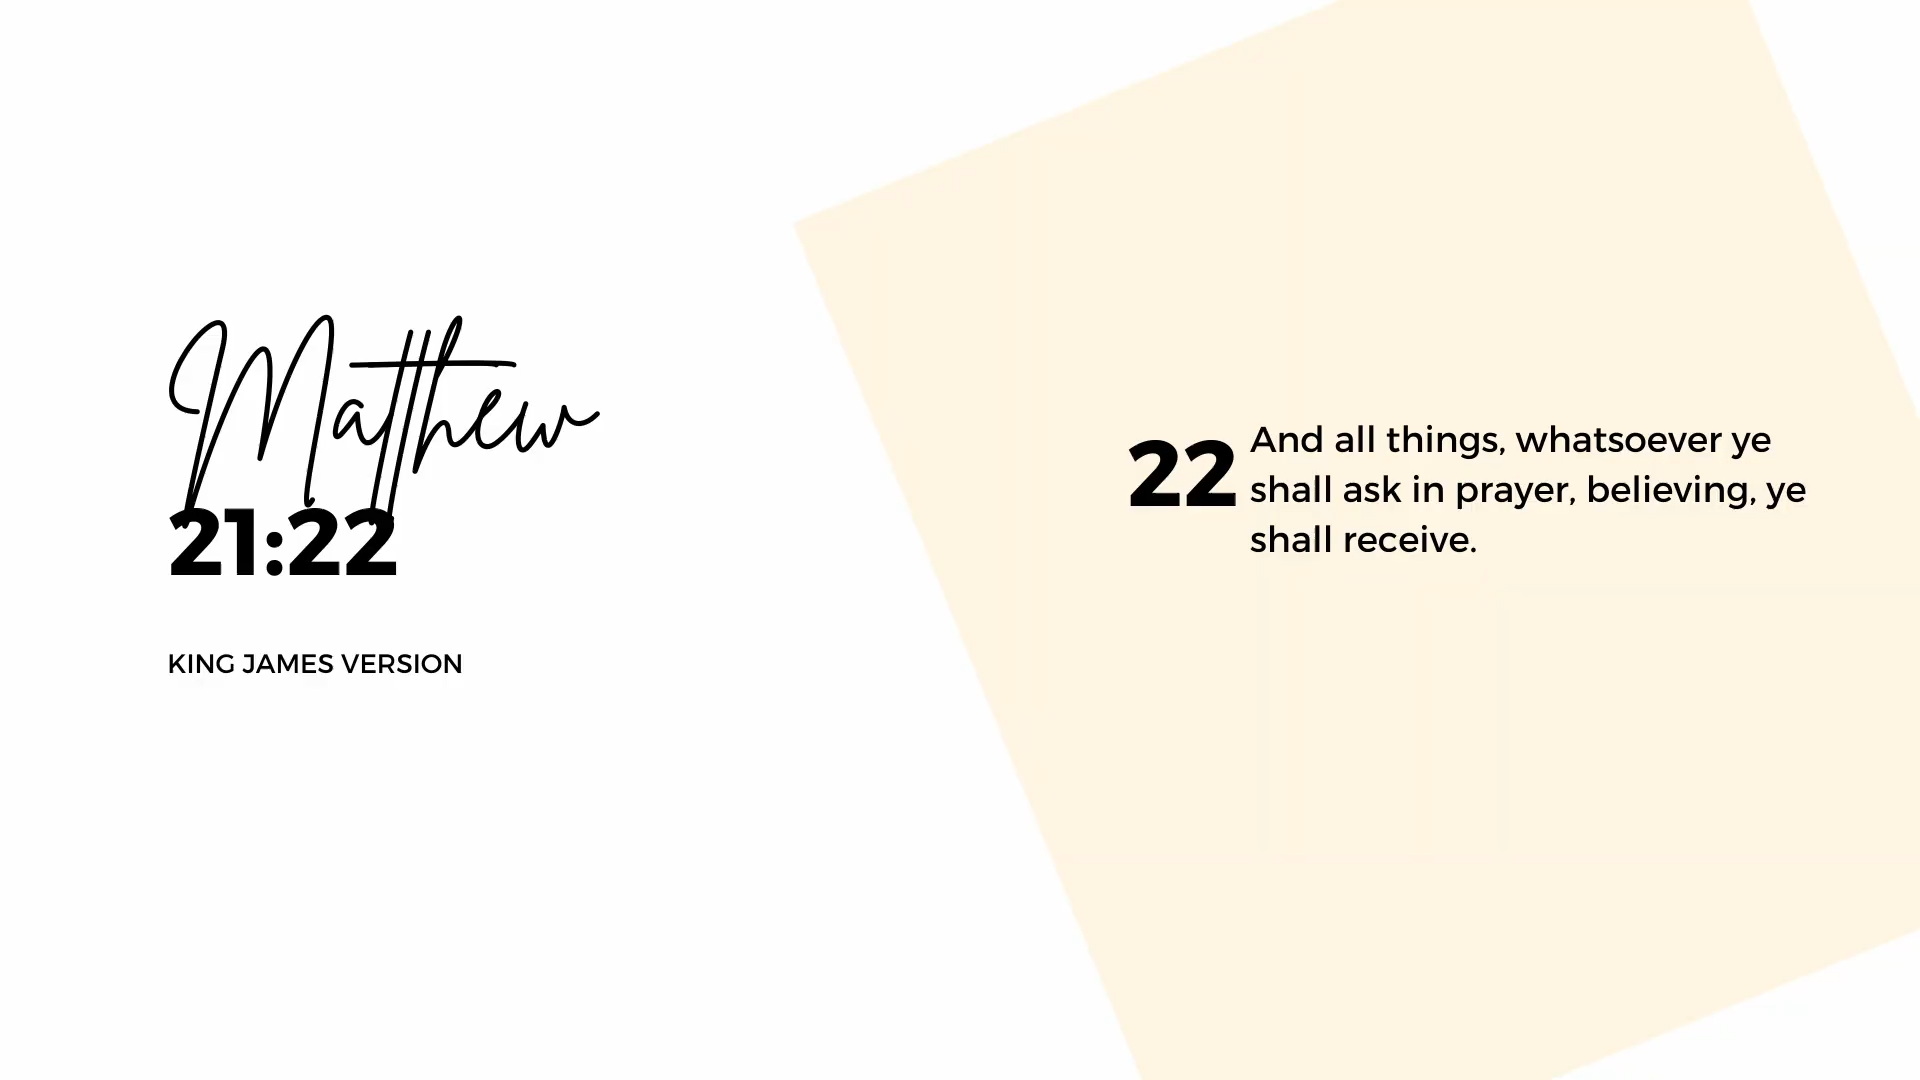 Matthew
21:22
KING JAMES VERSION
22 And all things, whatsoever ye
shall ask in prayer, believing, ye
shall receive.